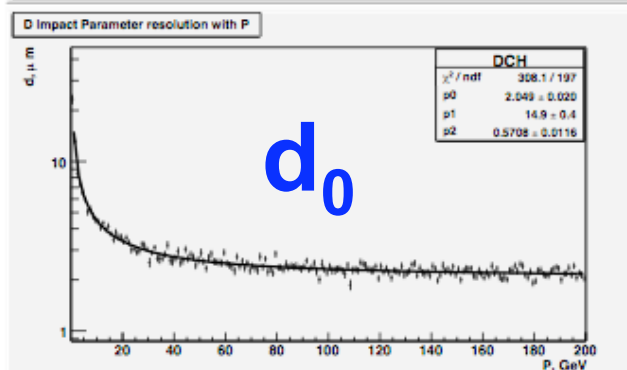 D Impact Parameter resolution with P
d, μ m
DCH
χ² / ndf 308.1 / 197
p0 2.049 ± 0.020
p1 14.9 ± 0.4
p2 0.5708 ± 0.0116
d₀
10
1
20 40 60 80 100 120 140 160 180 200
P, GeV